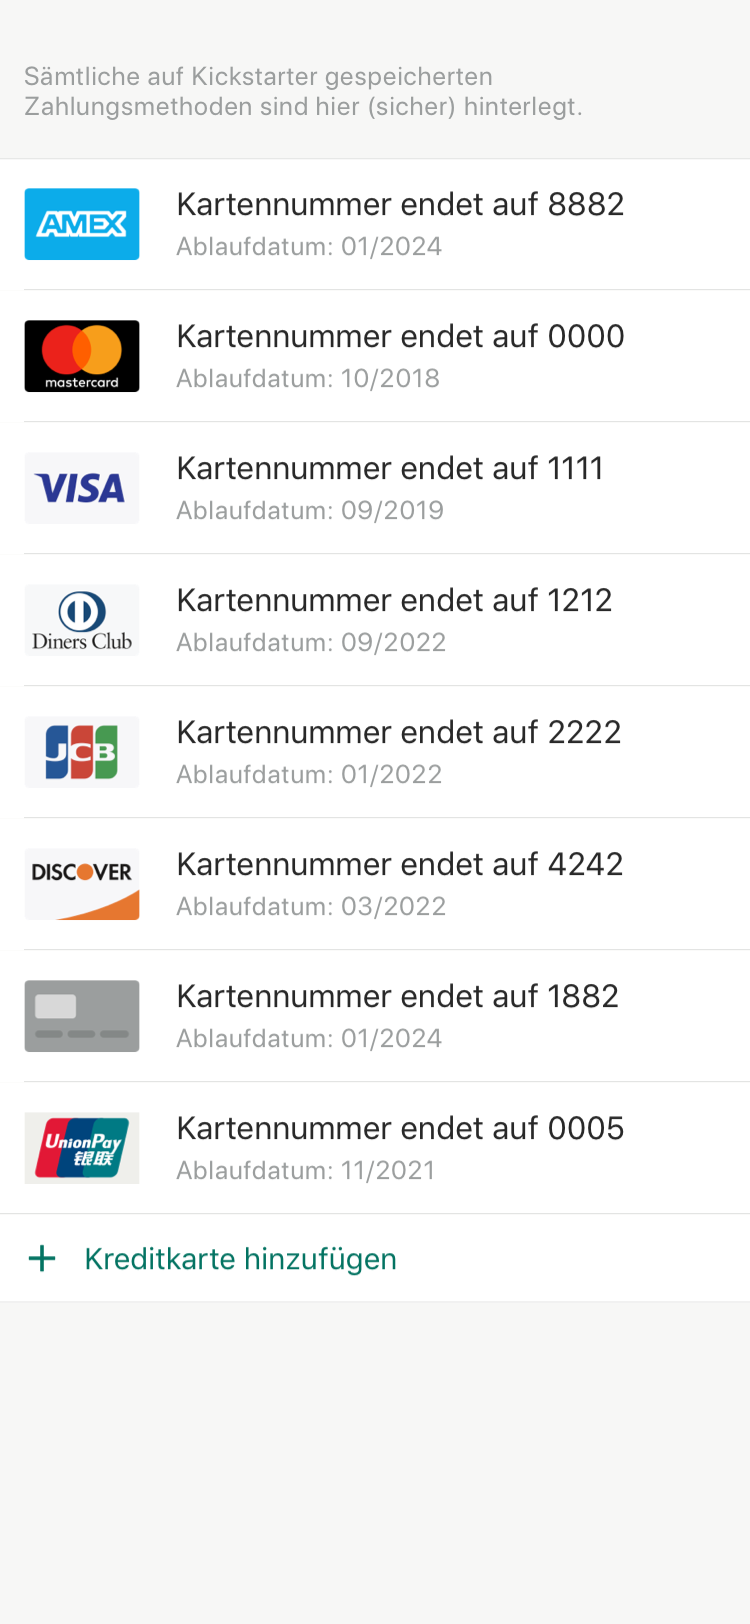 Sämtliche auf Kickstarter gespeicherten
Zahlungsmethoden sind hier (sicher) hinterlegt.
AMEX
Kartennummer endet auf 8882
Ablaufdatum: 01/2024
mastercard
Kartennummer endet auf 0000
Ablaufdatum: 10/2018
VISA
Kartennummer endet auf 1111
Ablaufdatum: 09/2019
Diners Club
Kartennummer endet auf 1212
Ablaufdatum: 09/2022
JCB
Kartennummer endet auf 2222
Ablaufdatum: 01/2022
DISCOVER
Kartennummer endet auf 4242
Ablaufdatum: 03/2022
Kartennummer endet auf 1882
Ablaufdatum: 01/2024
UnionPay
银联
Kartennummer endet auf 0005
Ablaufdatum: 11/2021
+ Kreditkarte hinzufügen